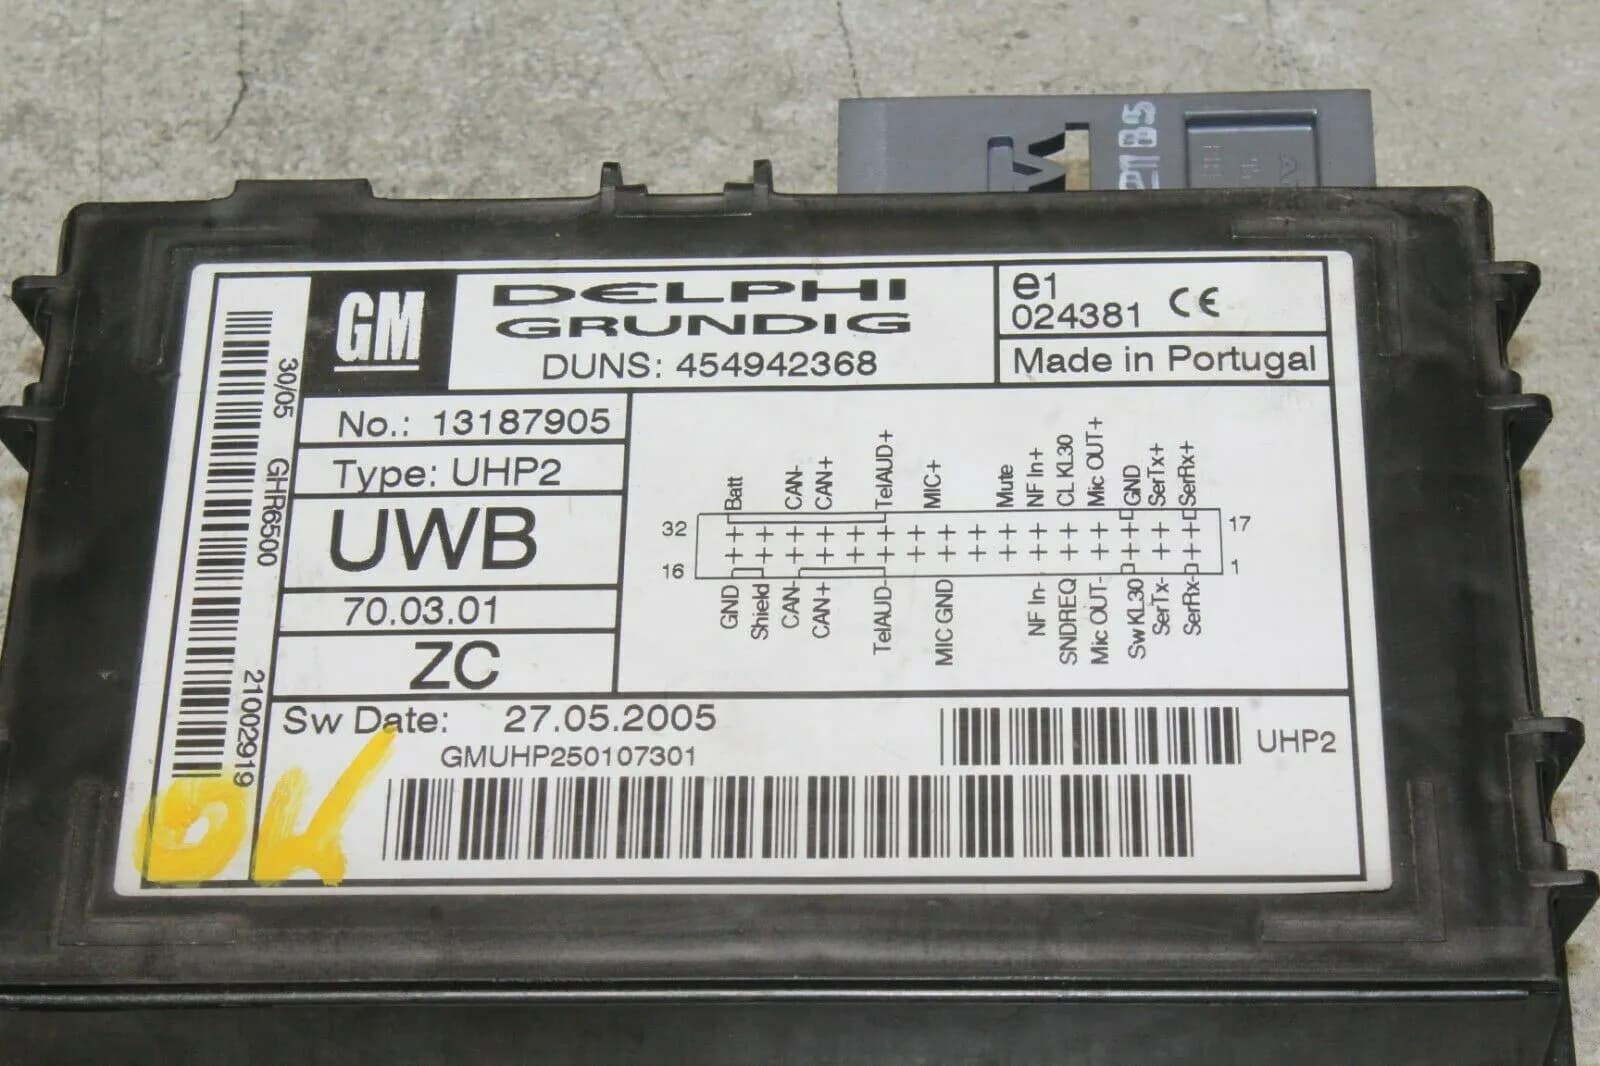 2M B5
GM
DELPHI
GRUNDIG
DUNS: 454942368
e1
024381 CE
Made in Portugal
30/05 GHR6500 21002919
No.: 13187905
Type: UHP2
UWB
70.03.01
ZC
Batt CAN- CAN+ TelAUD+ MIC+ Mute NF In+ CL KL30 Mic OUT+ GND SerTx+ SerRx+
32 17
16 1
GND Shield CAN- CAN+ TelAUD- MIC GND NF In- SNDREQ Mic OUT- Sw KL30 SerTx- SerRx-
Sw Date: 27.05.2005
GMUHP250107301
UHP2
OK